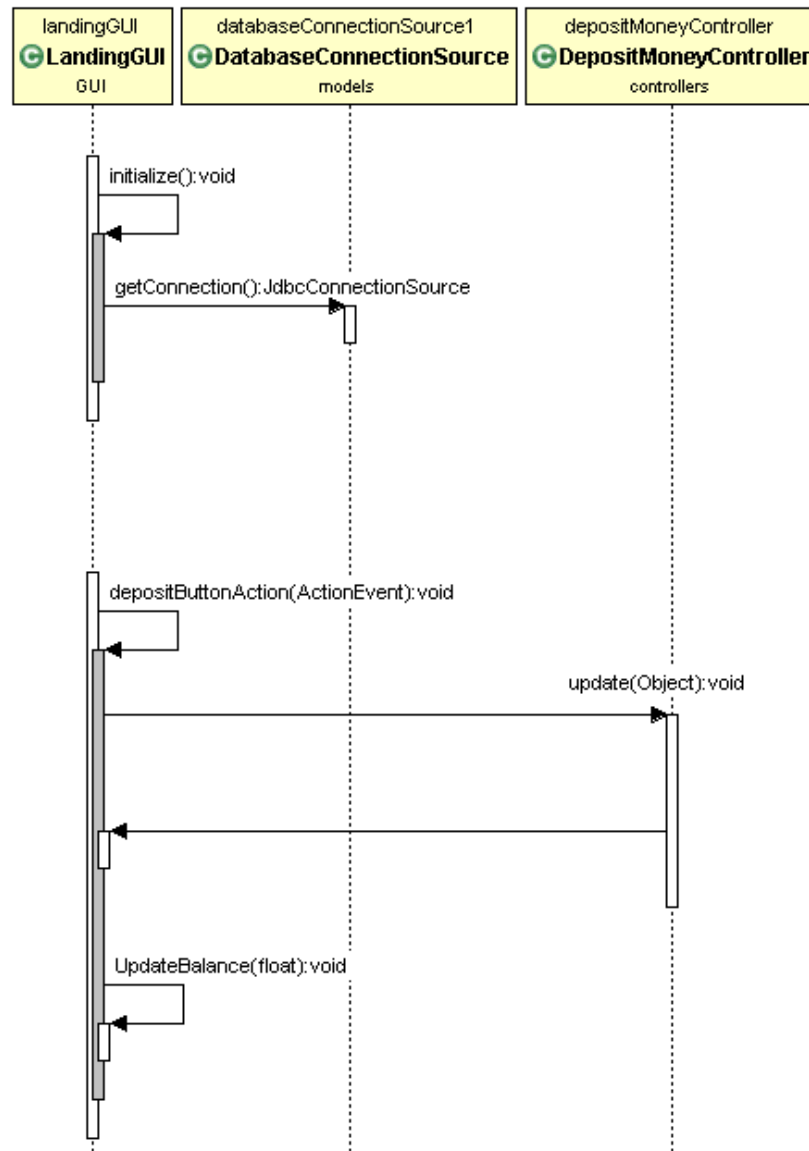 landingGUI
C LandingGUI
GUI
databaseConnectionSource1
C DatabaseConnectionSource
models
depositMoneyController
C DepositMoneyController
controllers
initialize():void
getConnection():JdbcConnectionSource
depositButtonAction(ActionEvent):void
update(Object):void
UpdateBalance(float):void